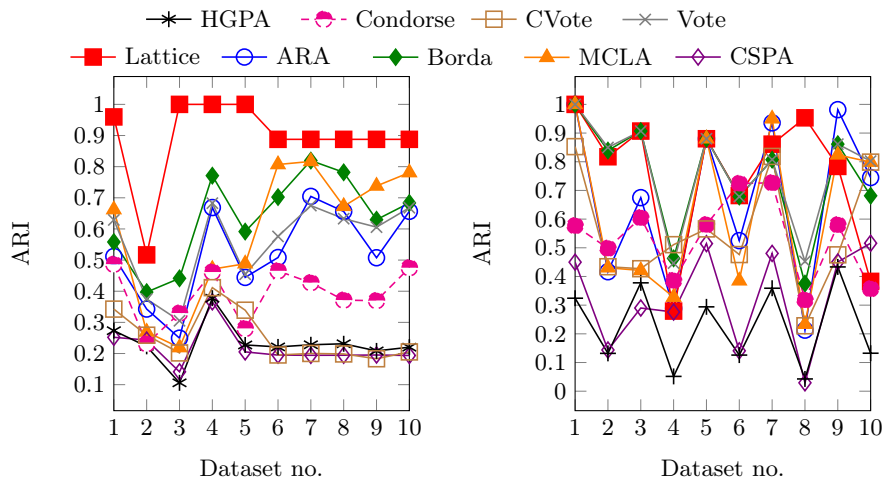 HGPA Condorse CVote Vote
Lattice ARA Borda MCLA CSPA
1
0.9
0.8
0.7
0.6
0.5
0.4
0.3
0.2
0.1
ARI
1 2 3 4 5 6 7 8 9 10
Dataset no.
1
0.9
0.8
0.7
0.6
0.5
0.4
0.3
0.2
0.1
0
ARI
1 2 3 4 5 6 7 8 9 10
Dataset no.